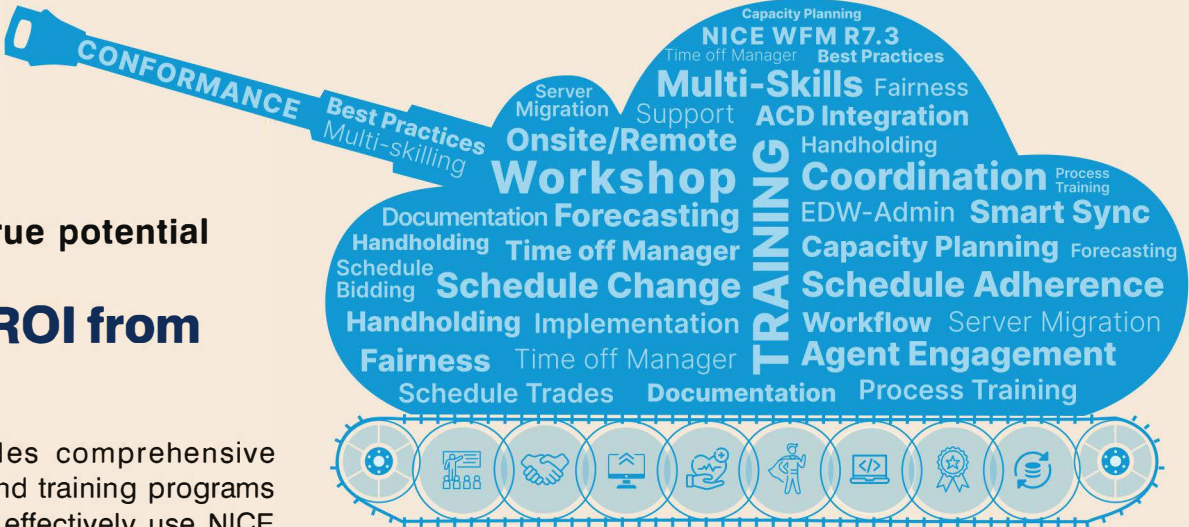 Capacity Planning
NICE WFM R7.3
Time off Manager Best Practices
Multi-Skills Fairness
CONFORMANCE
Best Practices
Multi-skilling
Server
Migration
Support ACD Integration
Onsite/Remote
Handholding
Workshop
TRAINING
Coordination
Process
Training
Documentation Forecasting
EDW-Admin Smart Sync
Handholding Time off Manager
Capacity Planning Forecasting
Schedule
Bidding
Schedule Change
Schedule Adherence
Handholding Implementation
Workflow Server Migration
Fairness Time off Manager
Agent Engagement
Schedule Trades Documentation Process Training
rue potential
ROI from
des comprehensive
nd training programs
effectively use NICE